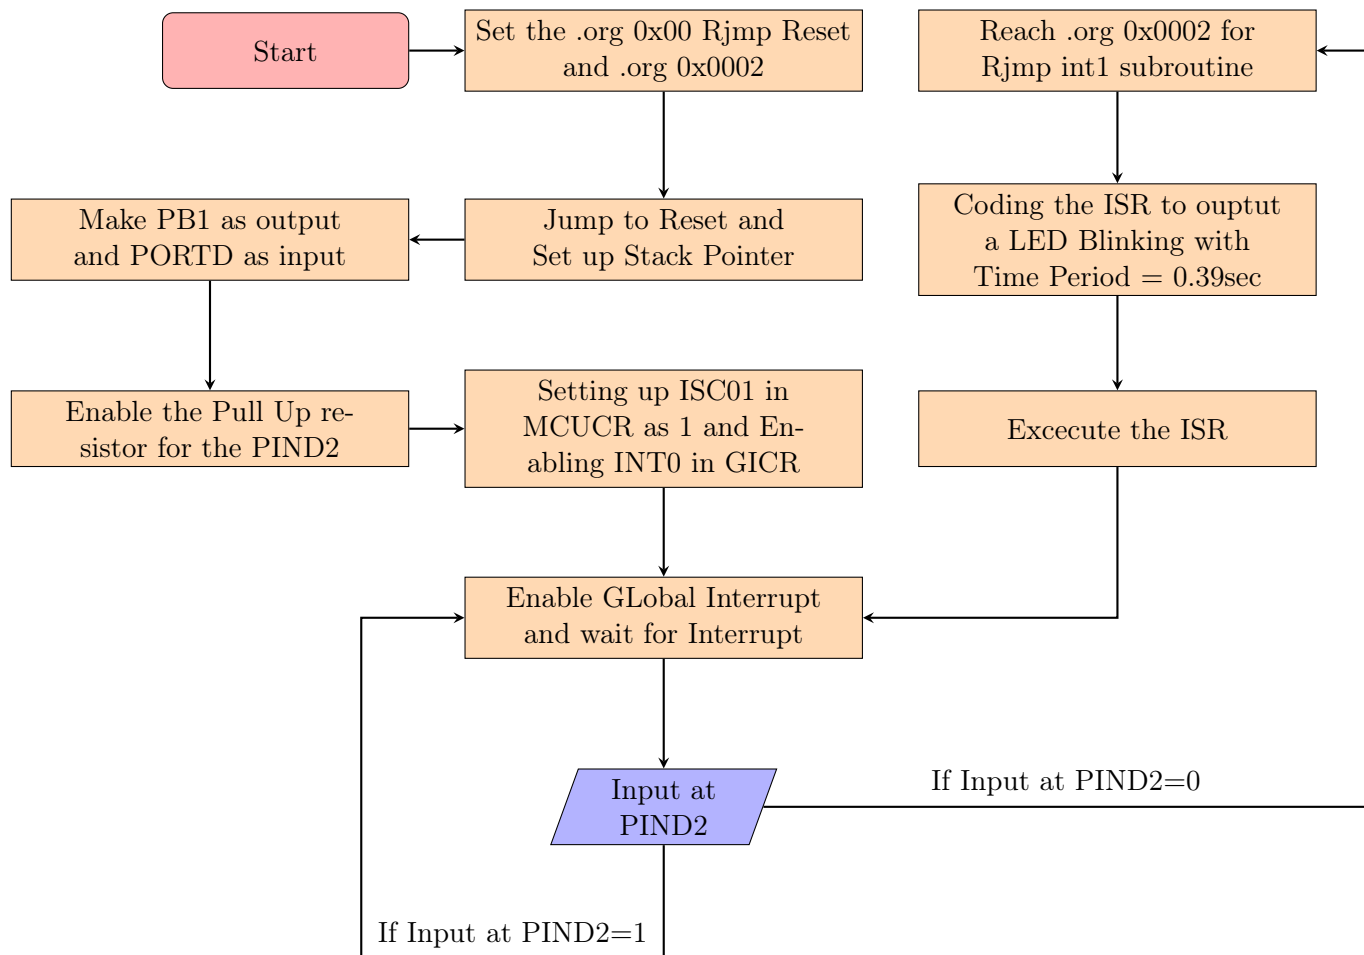 Start
Set the .org 0x00 Rjmp Reset
and .org 0x0002
Reach .org 0x0002 for
Rjmp int1 subroutine
Make PB1 as output
and PORTD as input
Jump to Reset and
Set up Stack Pointer
Coding the ISR to ouptut
a LED Blinking with
Time Period = 0.39sec
Enable the Pull Up re-
sistor for the PIND2
Setting up ISC01 in
MCUCR as 1 and En-
abling INT0 in GICR
Excecute the ISR
Enable GLobal Interrupt
and wait for Interrupt
Input at
PIND2
If Input at PIND2=0
If Input at PIND2=1